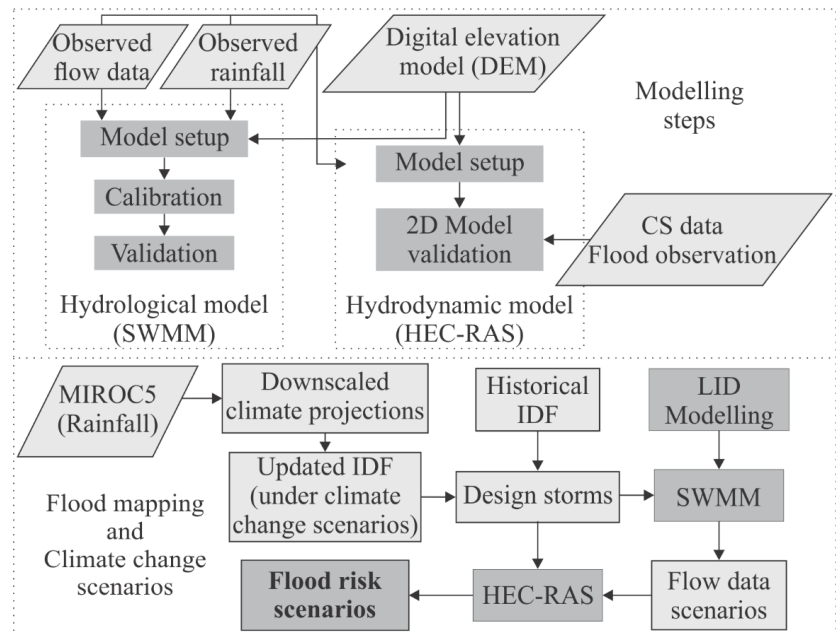 Observed
flow data
Observed
rainfall
Digital elevation
model (DEM)
Modelling
steps
Model setup
Calibration
Validation
Hydrological model
(SWMM)
Model setup
2D Model
validation
Hydrodynamic model
(HEC-RAS)
CS data
Flood observation
MIROC5
(Rainfall)
Downscaled
climate projections
Historical
IDF
LID
Modelling
Updated IDF
(under climate
change scenarios)
Design storms
SWMM
Flood mapping
and
Climate change
scenarios
Flood risk
scenarios
HEC-RAS
Flow data
scenarios